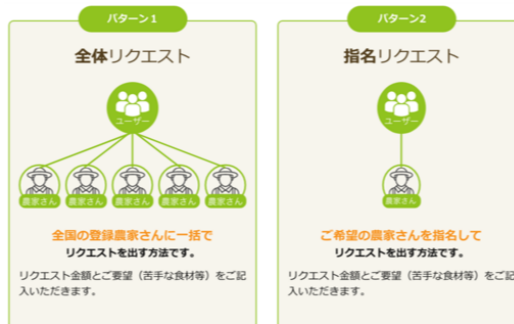 パターン1
全体リクエスト
ユーザー
農家さん 農家さん 農家さん 農家さん 農家さん
全国の登録農家さんに一括で
リクエストを出す方法です。
リクエスト金額とご要望（苦手な食材等）をご記
入いただきます。
パターン2
指名リクエスト
ユーザー
農家さん
ご希望の農家さんを指名して
リクエストを出す方法です。
リクエスト金額とご要望（苦手な食材等）をご記
入いただきます。